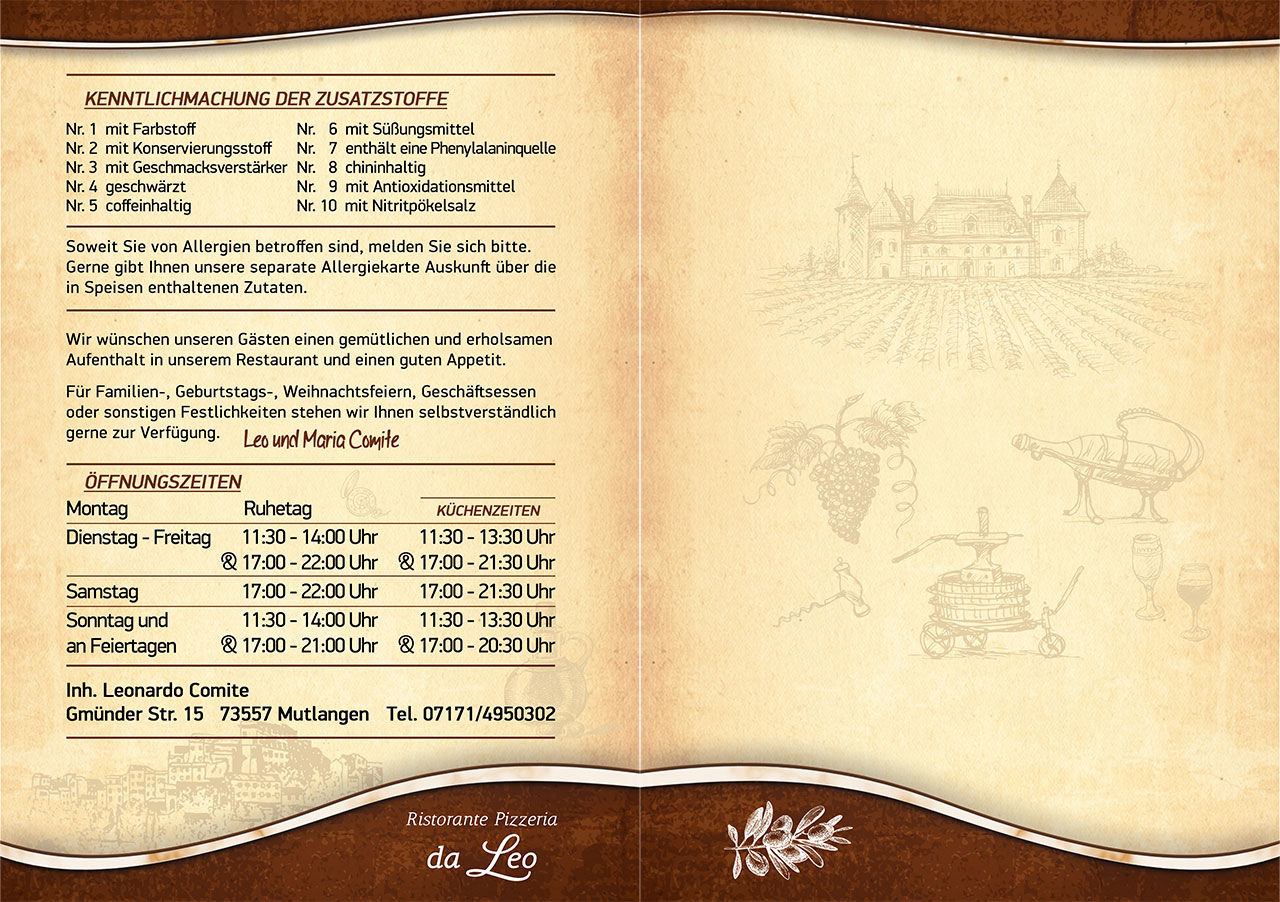 KENNTLICHMACHUNG DER ZUSATZSTOFFE
Nr. 1 mit Farbstoff
Nr. 2 mit Konservierungsstoff
Nr. 3 mit Geschmacksverstärker
Nr. 4 geschwärzt
Nr. 5 coffeinhaltig
Nr. 6 mit Süßungsmittel
Nr. 7 enthält eine Phenylalaninquelle
Nr. 8 chininhaltig
Nr. 9 mit Antioxidationsmittel
Nr. 10 mit Nitritpökelsalz
Soweit Sie von Allergien betroffen sind, melden Sie sich bitte.
Gerne gibt Ihnen unsere separate Allergiekarte Auskunft über die
in Speisen enthaltenen Zutaten.
Wir wünschen unseren Gästen einen gemütlichen und erholsamen
Aufenthalt in unserem Restaurant und einen guten Appetit.
Für Familien-, Geburtstags-, Weihnachtsfeiern, Geschäftsessen
oder sonstigen Festlichkeiten stehen wir Ihnen selbstverständlich
gerne zur Verfügung. Leo und Maria Comite
ÖFFNUNGSZEITEN
Montag Ruhetag KÜCHENZEITEN
Dienstag - Freitag 11:30 - 14:00 Uhr 11:30 - 13:30 Uhr
& 17:00 - 22:00 Uhr & 17:00 - 21:30 Uhr
Samstag 17:00 - 22:00 Uhr 17:00 - 21:30 Uhr
Sonntag und 11:30 - 14:00 Uhr 11:30 - 13:30 Uhr
an Feiertagen & 17:00 - 21:00 Uhr & 17:00 - 20:30 Uhr
Inh. Leonardo Comite
Gmünder Str. 15 73557 Mutlangen Tel. 07171/4950302
Ristorante Pizzeria
da Leo